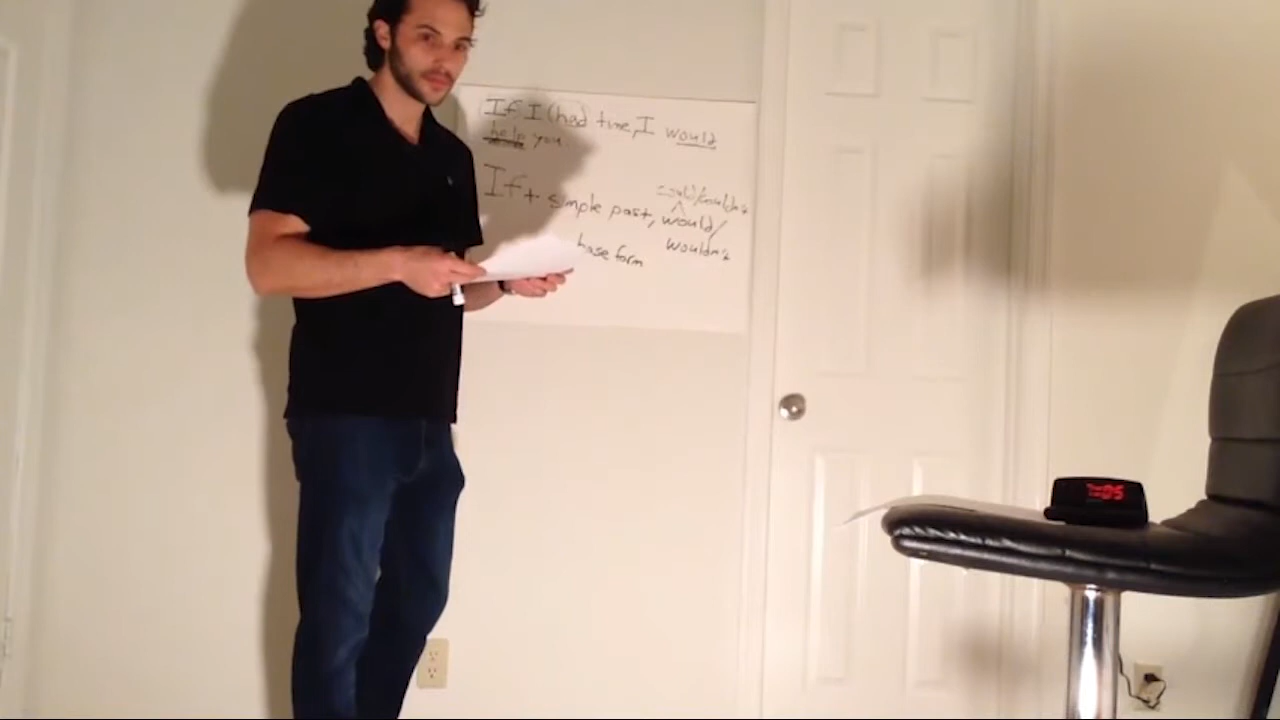 If I (had) time, I would
help you
could/couldn't
If + simple past, would/
wouldn't
base form